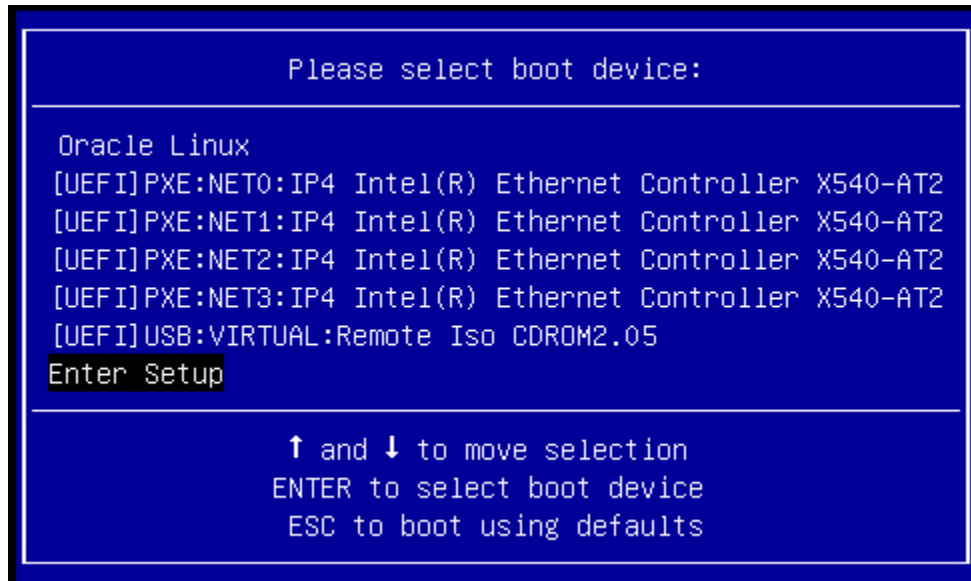 Please select boot device:
Oracle Linux
[UEFI]PXE:NET0:IP4 Intel(R) Ethernet Controller X540-AT2
[UEFI]PXE:NET1:IP4 Intel(R) Ethernet Controller X540-AT2
[UEFI]PXE:NET2:IP4 Intel(R) Ethernet Controller X540-AT2
[UEFI]PXE:NET3:IP4 Intel(R) Ethernet Controller X540-AT2
[UEFI]USB:VIRTUAL:Remote Iso CDROM2.05
Enter Setup
↑ and ↓ to move selection
ENTER to select boot device
ESC to boot using defaults